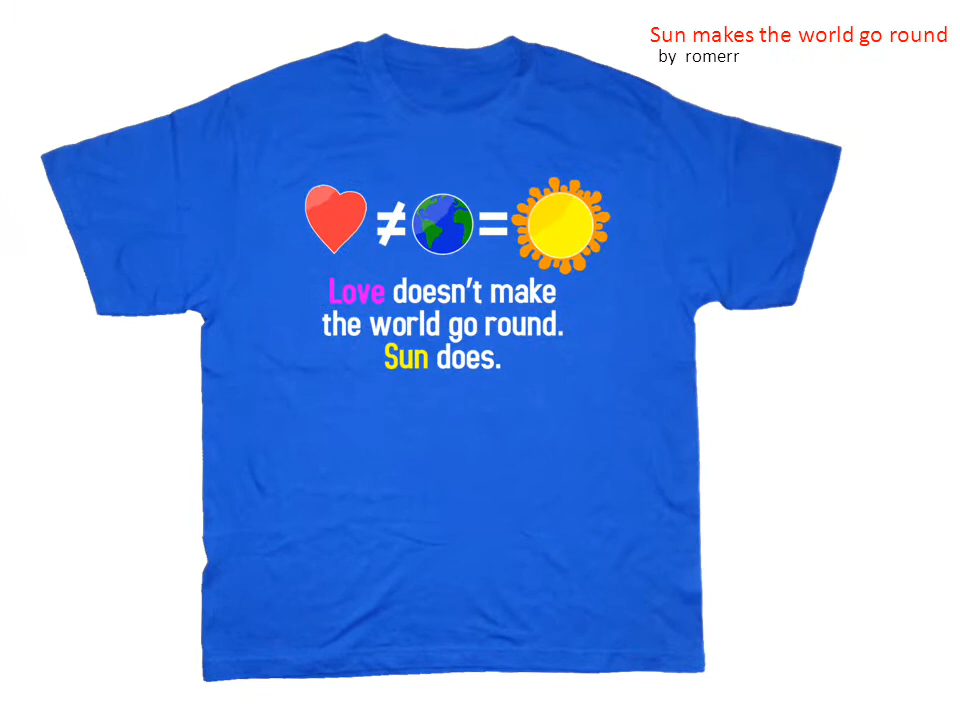 Sun makes the world go round
by romerr
≠ =
Love doesn't make
the world go round.
Sun does.